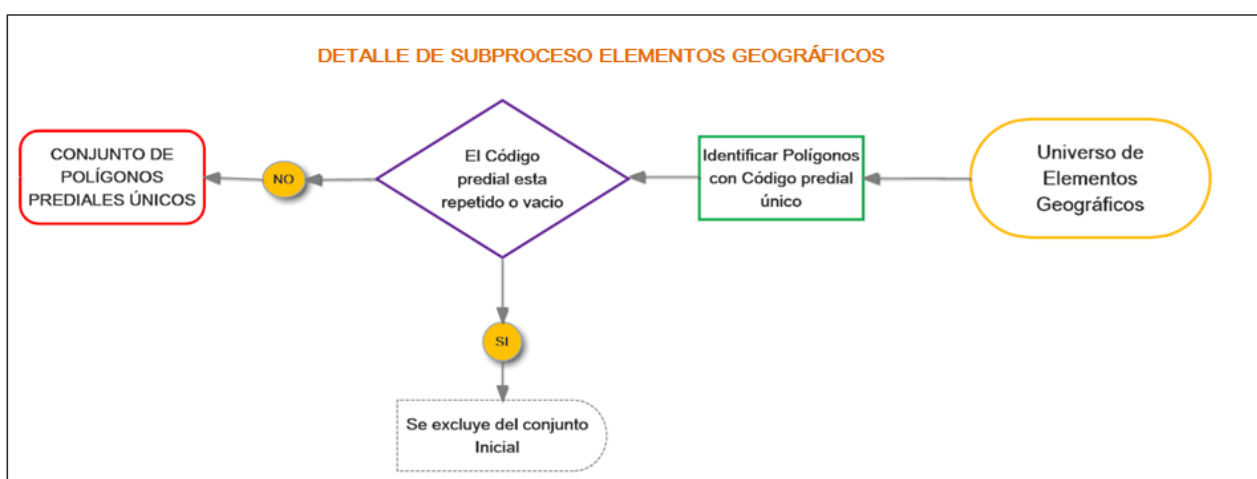 DETALLE DE SUBPROCESO ELEMENTOS GEOGRÁFICOS
Universo de
Elementos
Geográficos
Identificar Polígonos
con Código predial
único
El Código
predial esta
repetido o vacio
NO
CONJUNTO DE
POLÍGONOS
PREDIALES ÚNICOS
SI
Se excluye del conjunto
Inicial